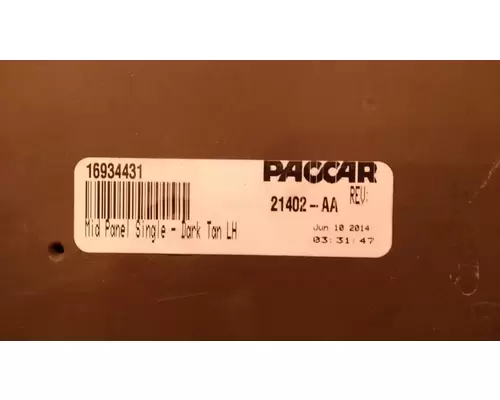 16934431
PACCAR
21402-AA REV:
Mid Panel Single - Dark Tan LH
Jun 10 2014
03:31:47